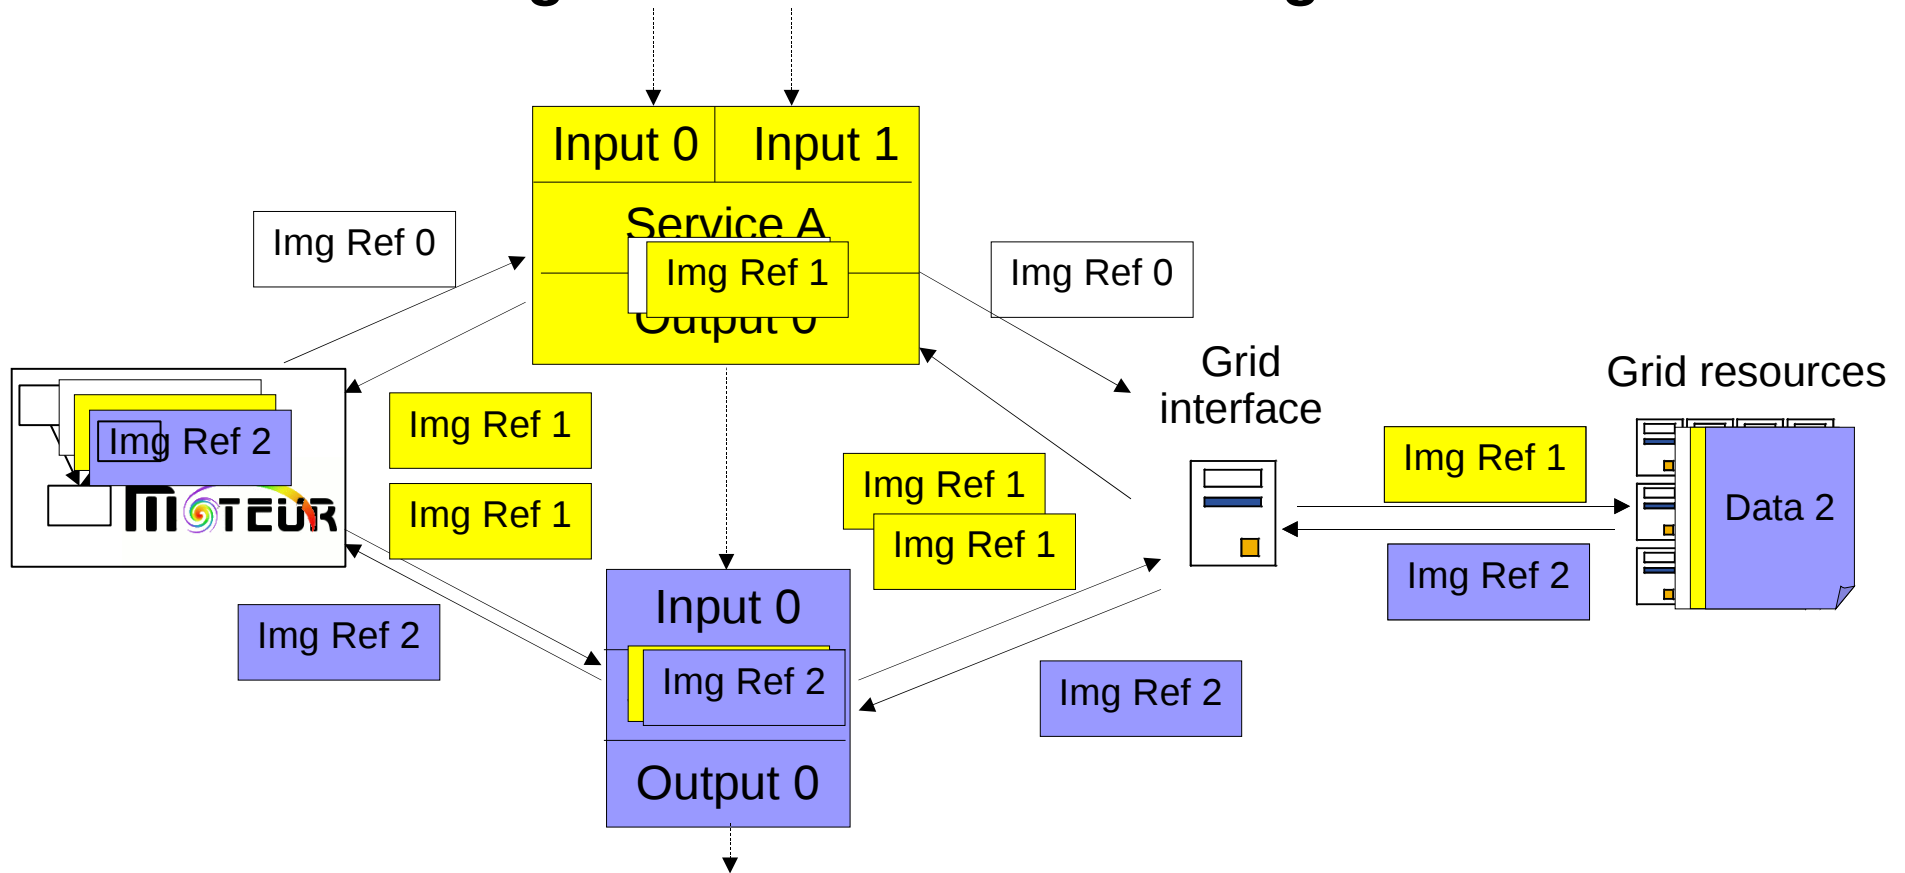 Input 0 Input 1
Service A
Img Ref 0
Img Ref 1
Img Ref 0
Output 0
Grid
interface
Grid resources
Img Ref 2
Img Ref 1
Img Ref 1
MOTEUR
Img Ref 1
Img Ref 1
Img Ref 1
Data 2
Img Ref 2
Input 0
Img Ref 2
Img Ref 2
Img Ref 2
Output 0